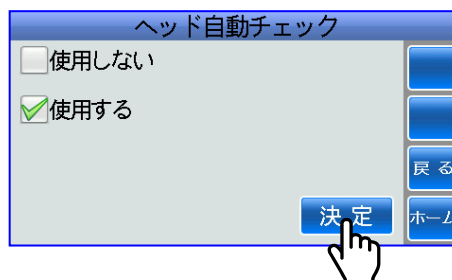 ヘッド自動チェック
使用しない
使用する
戻る
決定
ホーム